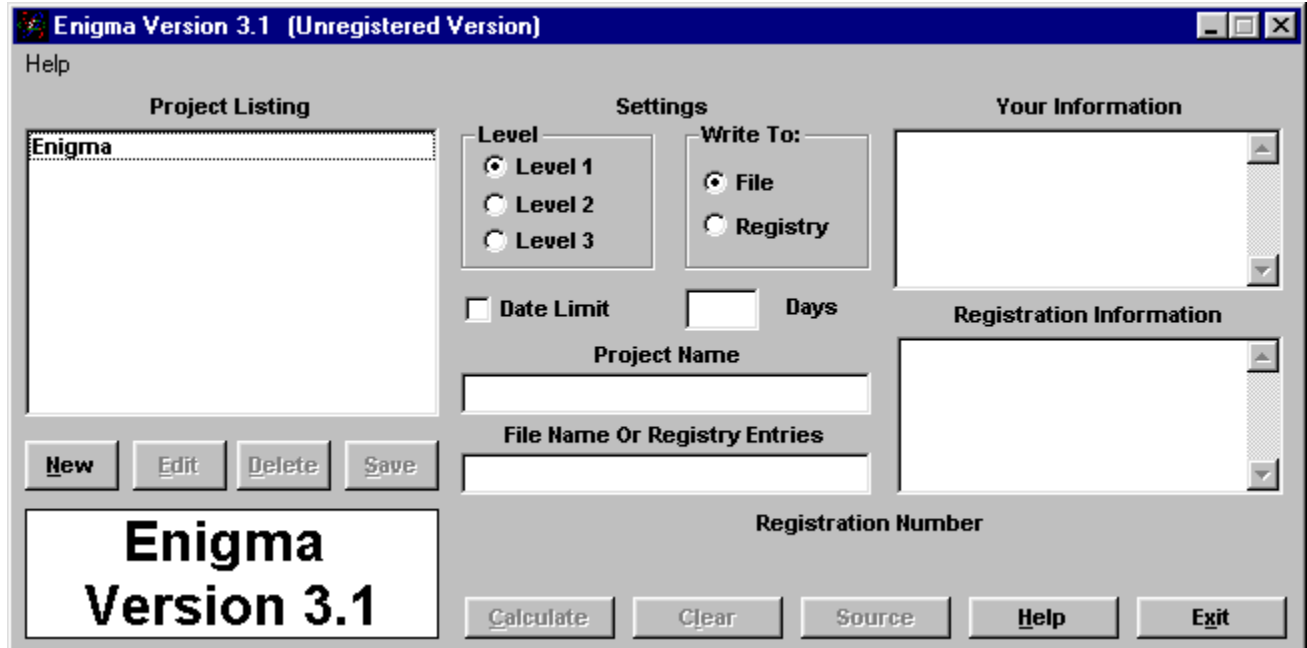 Enigma Version 3.1 (Unregistered Version)
Help
Project Listing
Enigma
New Edit Delete Save
Enigma
Version 3.1
Settings
Level
Level 1
Level 2
Level 3
Write To:
File
Registry
Date Limit Days
Project Name
File Name Or Registry Entries
Your Information
Registration Information
Registration Number
Calculate Clear Source Help Exit